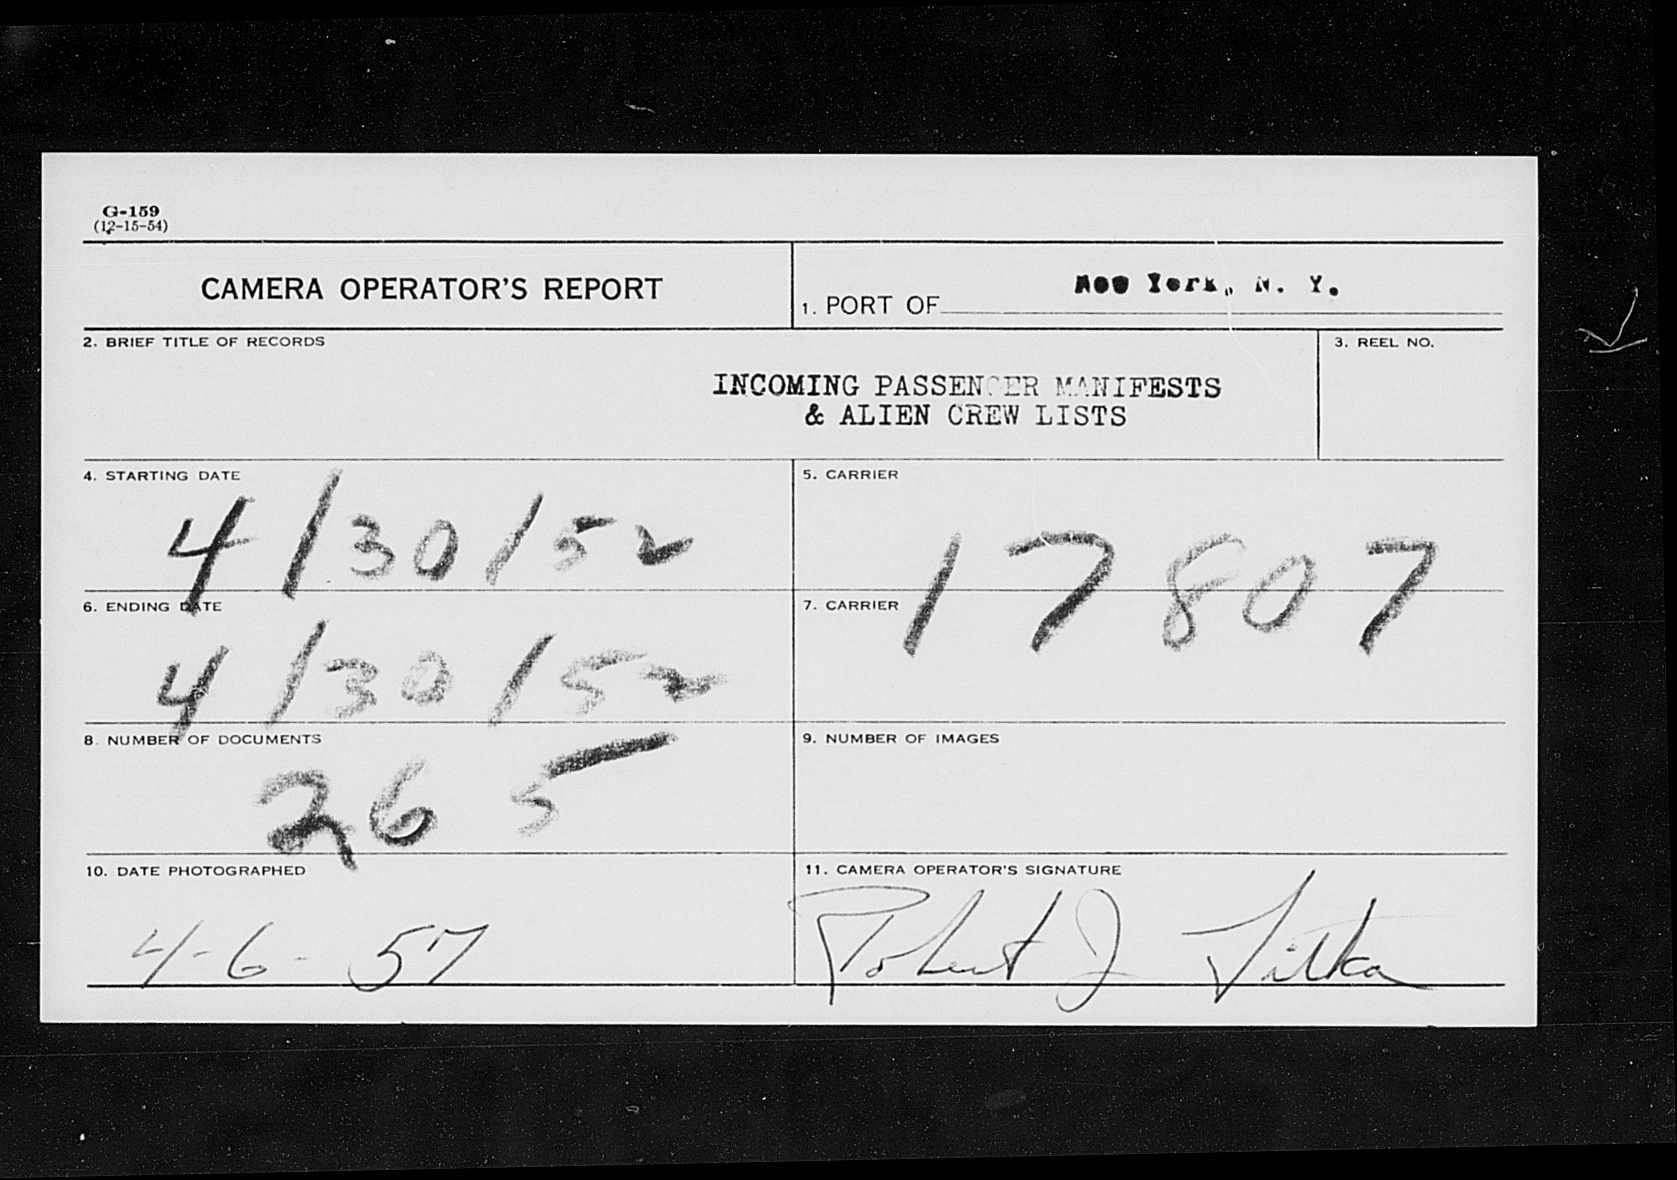 G-159
(12-15-54)
CAMERA OPERATOR'S REPORT
1. PORT OF New York, N. Y.
2. BRIEF TITLE OF RECORDS
INCOMING PASSENGER MANIFESTS
& ALIEN CREW LISTS
3. REEL NO.
4. STARTING DATE
4/30/52
5. CARRIER
17807
6. ENDING DATE
4/30/52
7. CARRIER
8. NUMBER OF DOCUMENTS
265
9. NUMBER OF IMAGES
10. DATE PHOTOGRAPHED
4-6-57
11. CAMERA OPERATOR'S SIGNATURE
Robert J